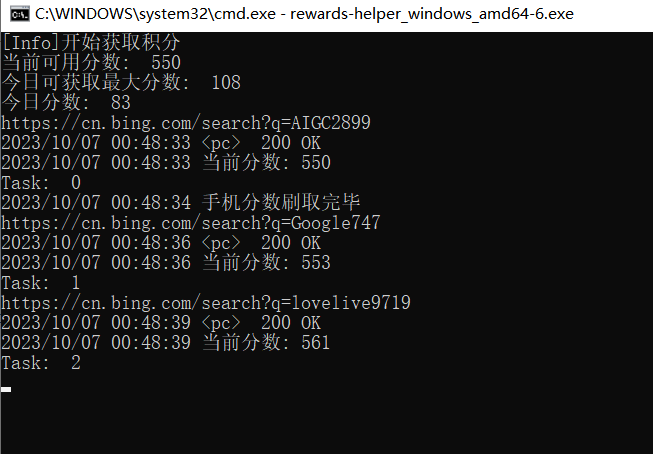 C:\WINDOWS\system32\cmd.exe - rewards-helper_windows_amd64-6.exe
[Info]开始获取积分
当前可用分数:  550
今日可获取最大分数:  108
今日分数:  83
https://cn.bing.com/search?q=AIGC2899
2023/10/07 00:48:33 <pc>  200 OK
2023/10/07 00:48:33 当前分数: 550
Task:  0
2023/10/07 00:48:34 手机分数刷取完毕
https://cn.bing.com/search?q=Google747
2023/10/07 00:48:36 <pc>  200 OK
2023/10/07 00:48:36 当前分数: 553
Task:  1
https://cn.bing.com/search?q=lovelive9719
2023/10/07 00:48:39 <pc>  200 OK
2023/10/07 00:48:39 当前分数: 561
Task:  2